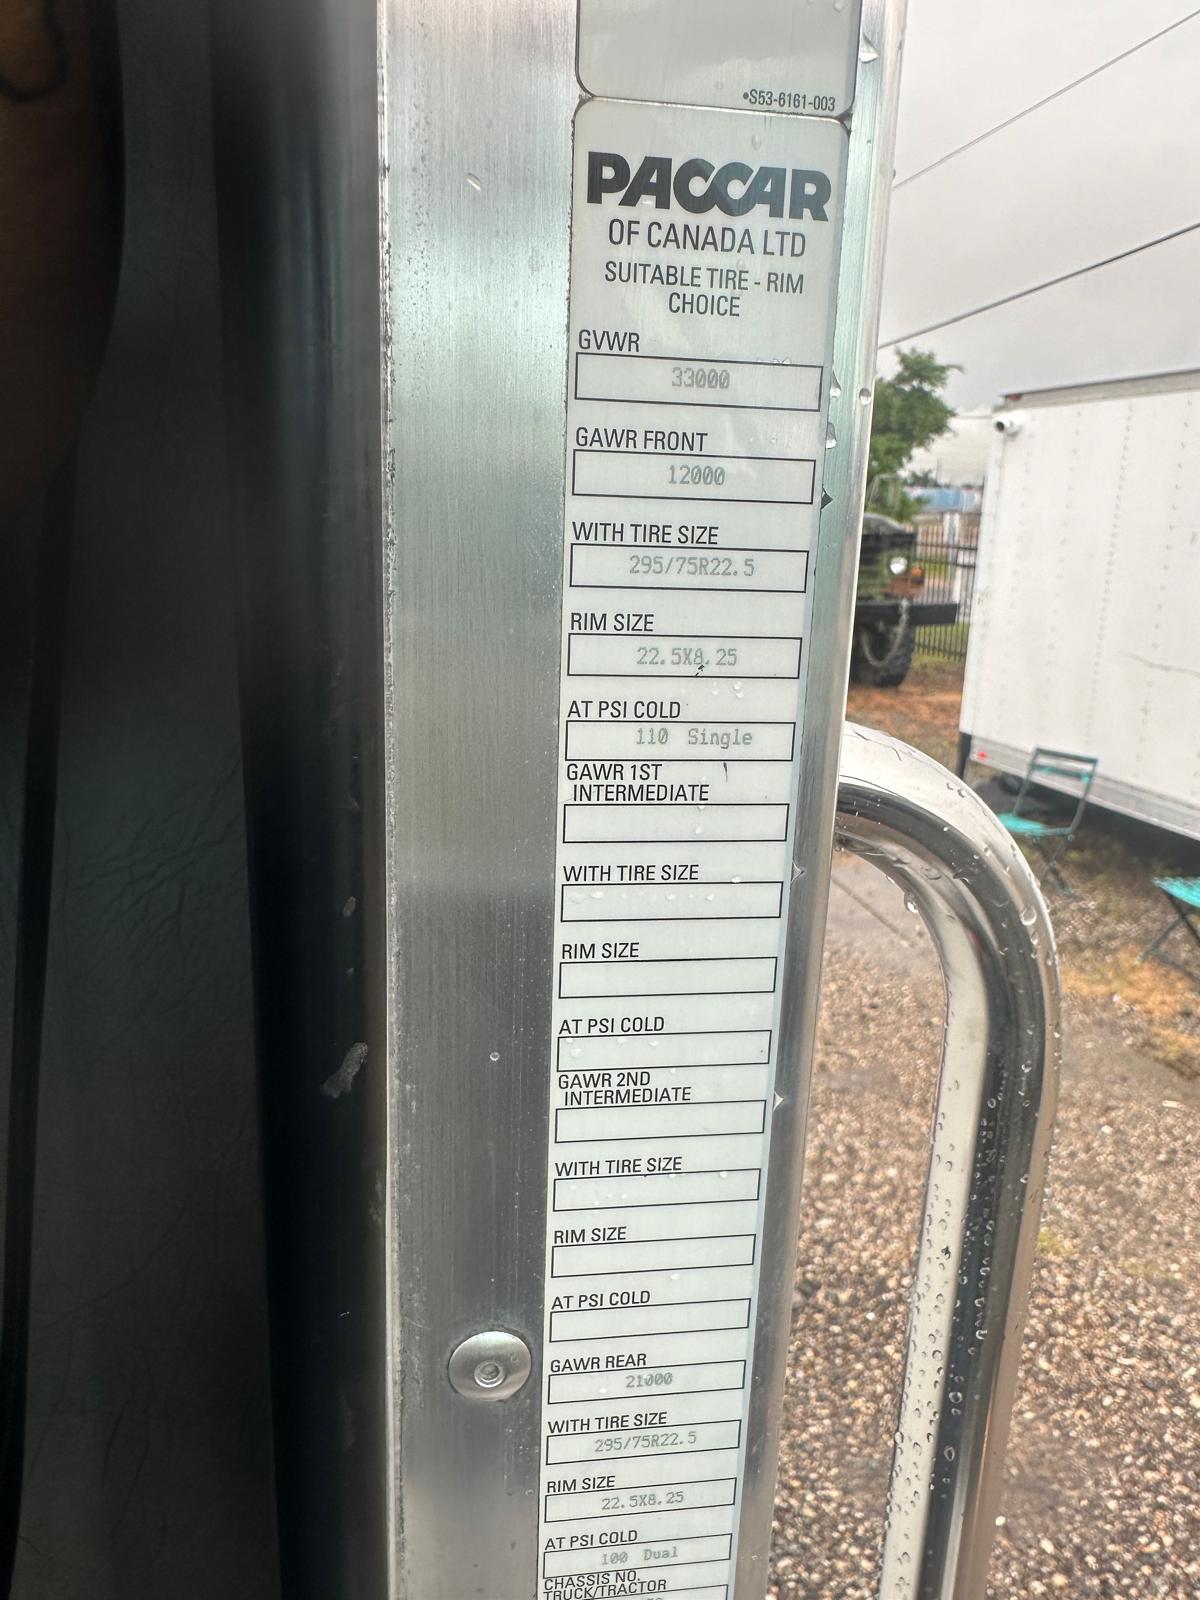 •S53-6161-003
PACCAR
OF CANADA LTD
SUITABLE TIRE - RIM
CHOICE
GVWR
33000
GAWR FRONT
12000
WITH TIRE SIZE
295/75R22.5
RIM SIZE
22.5X8.25
AT PSI COLD
110 Single
GAWR 1ST
INTERMEDIATE
WITH TIRE SIZE
RIM SIZE
AT PSI COLD
GAWR 2ND
INTERMEDIATE
WITH TIRE SIZE
RIM SIZE
AT PSI COLD
GAWR REAR
21000
WITH TIRE SIZE
295/75R22.5
RIM SIZE
22.5X8.25
AT PSI COLD
100 Dual
CHASSIS NO.
TRUCK/TRACTOR